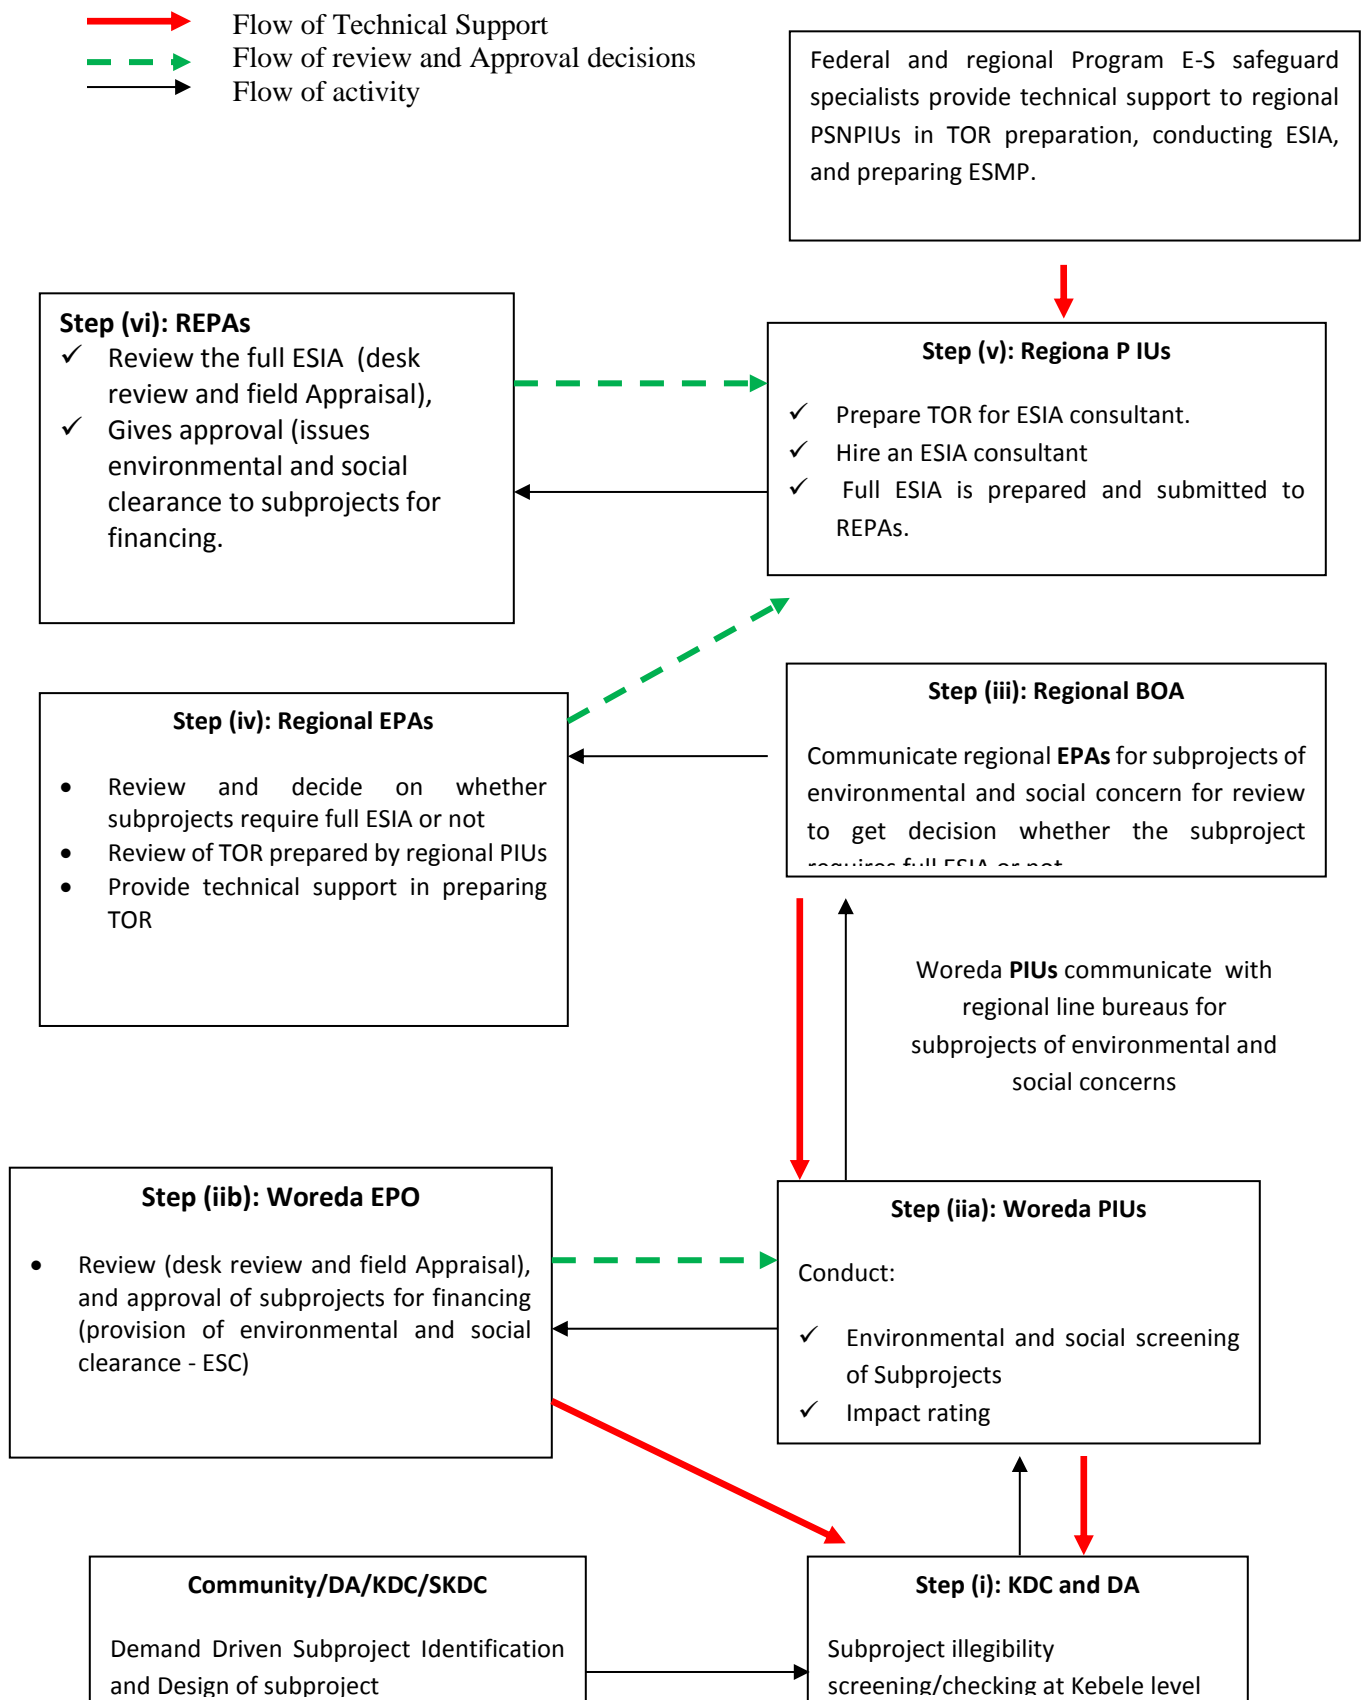 Flow of Technical Support
Flow of review and Approval decisions
Flow of activity
Federal and regional Program E-S safeguard
specialists provide technical support to regional
PSNPIUs in TOR preparation, conducting ESIA,
and preparing ESMP.
Step (vi): REPAs
✓ Review the full ESIA (desk
review and field Appraisal),
✓ Gives approval (issues
environmental and social
clearance to subprojects for
financing.
Step (v): Regiona P IUs
✓ Prepare TOR for ESIA consultant.
✓ Hire an ESIA consultant
✓ Full ESIA is prepared and submitted to
REPAs.
Step (iv): Regional EPAs
• Review and decide on whether
subprojects require full ESIA or not
• Review of TOR prepared by regional PIUs
• Provide technical support in preparing
TOR
Step (iii): Regional BOA
Communicate regional EPAs for subprojects of
environmental and social concern for review
to get decision whether the subproject
requires full ESIA or not
Woreda PIUs communicate with
regional line bureaus for
subprojects of environmental and
social concerns
Step (iib): Woreda EPO
• Review (desk review and field Appraisal),
and approval of subprojects for financing
(provision of environmental and social
clearance - ESC)
Step (iia): Woreda PIUs
Conduct:
✓ Environmental and social screening
of Subprojects
✓ Impact rating
Community/DA/KDC/SKDC
Demand Driven Subproject Identification
and Design of subproject
Step (i): KDC and DA
Subproject illegibility
screening/checking at Kebele level